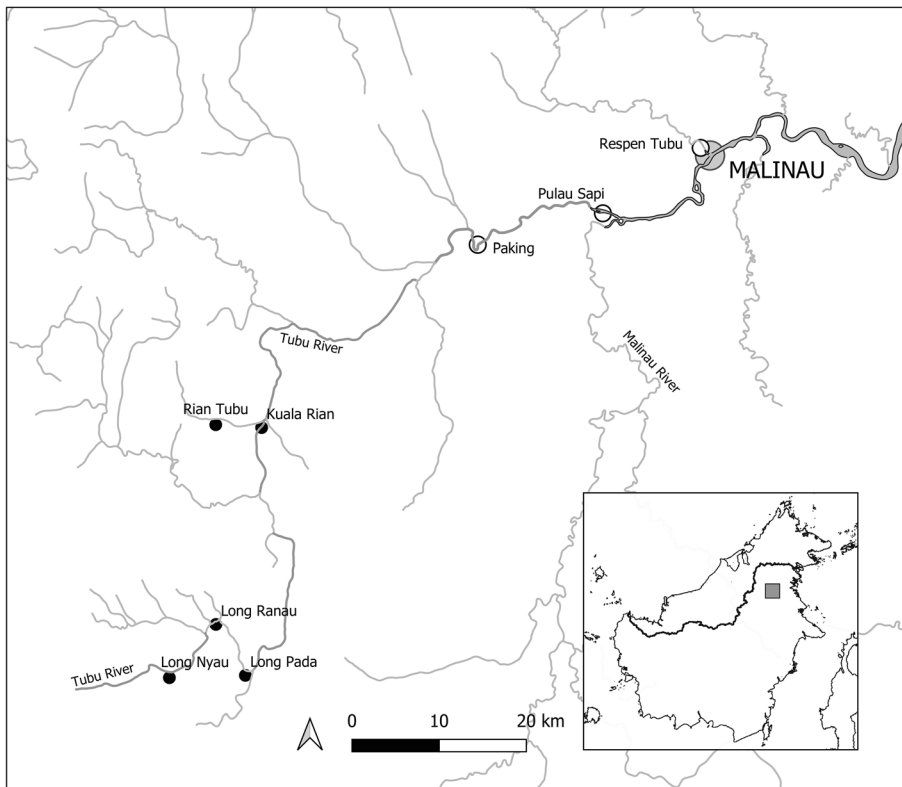 Respen Tubu
MALINAU
Pulau Sapi
Paking
Tubu River
Malinau River
Rian Tubu
Kuala Rian
Long Ranau
Long Nyau
Long Pada
Tubu River
0
10
20 km